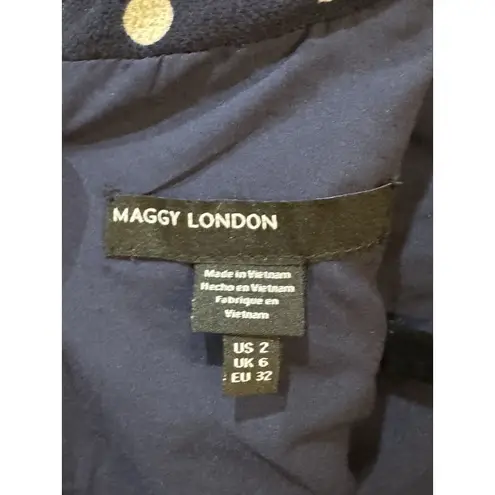 MAGGY LONDON
Made in Vietnam
Hecho en Vietnam
Fabrique en
Vietnam
US 2
UK 6
EU 32